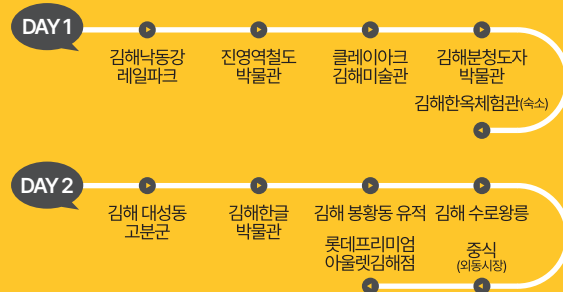 DAY 1
김해낙동강
레일파크
진영역철도
박물관
클레이아크
김해미술관
김해분청도자
박물관
김해한옥체험관(숙소)
DAY 2
김해 대성동
고분군
김해한글
박물관
김해 봉황동 유적
김해 수로왕릉
중식
(외동시장)
롯데프리미엄
아울렛김해점